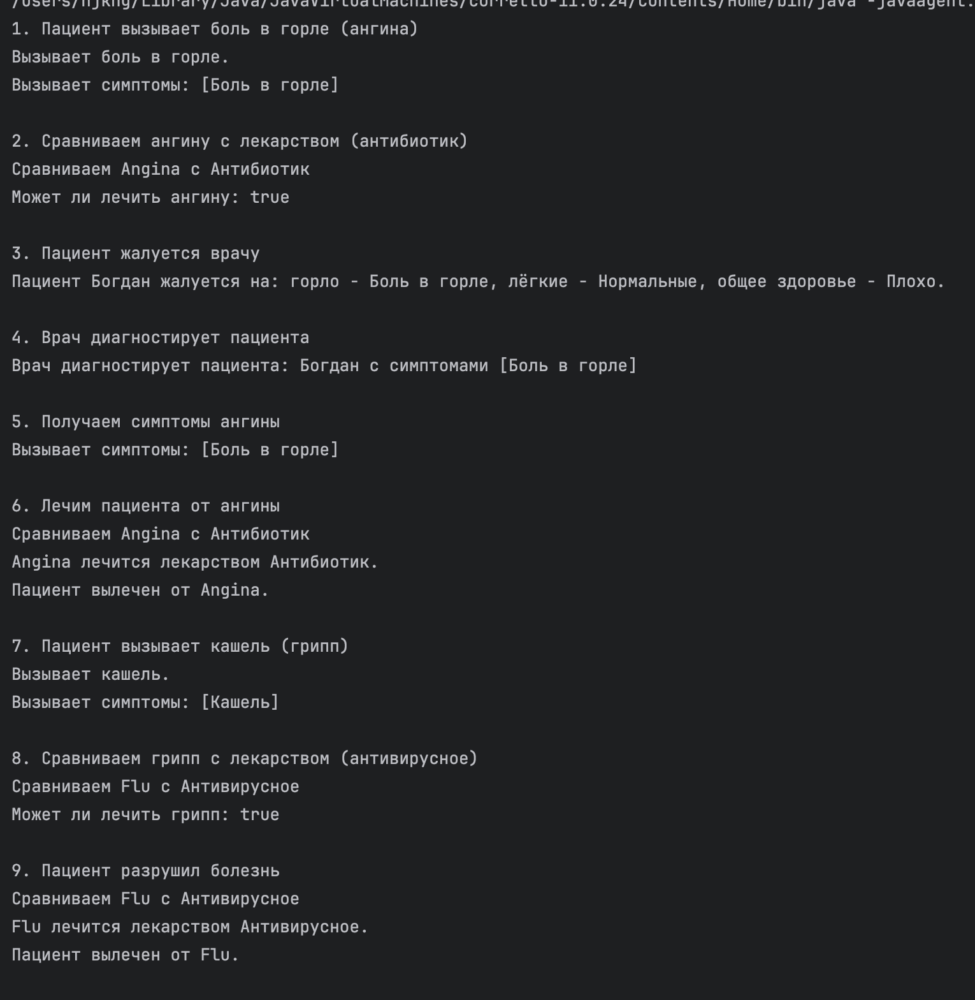 /Users/njkng/Library/Java/JavaVirtualMachines/corretto-11.0.24/Contents/Home/bin/java -javaagent:
1. Пациент вызывает боль в горле (ангина)
Вызывает боль в горле.
Вызывает симптомы: [Боль в горле]
2. Сравниваем ангину с лекарством (антибиотик)
Сравниваем Angina с Антибиотик
Может ли лечить ангину: true
3. Пациент жалуется врачу
Пациент Богдан жалуется на: горло - Боль в горле, лёгкие - Нормальные, общее здоровье - Плохо.
4. Врач диагностирует пациента
Врач диагностирует пациента: Богдан с симптомами [Боль в горле]
5. Получаем симптомы ангины
Вызывает симптомы: [Боль в горле]
6. Лечим пациента от ангины
Сравниваем Angina с Антибиотик
Angina лечится лекарством Антибиотик.
Пациент вылечен от Angina.
7. Пациент вызывает кашель (грипп)
Вызывает кашель.
Вызывает симптомы: [Кашель]
8. Сравниваем грипп с лекарством (антивирусное)
Сравниваем Flu с Антивирусное
Может ли лечить грипп: true
9. Пациент разрушил болезнь
Сравниваем Flu с Антивирусное
Flu лечится лекарством Антивирусное.
Пациент вылечен от Flu.